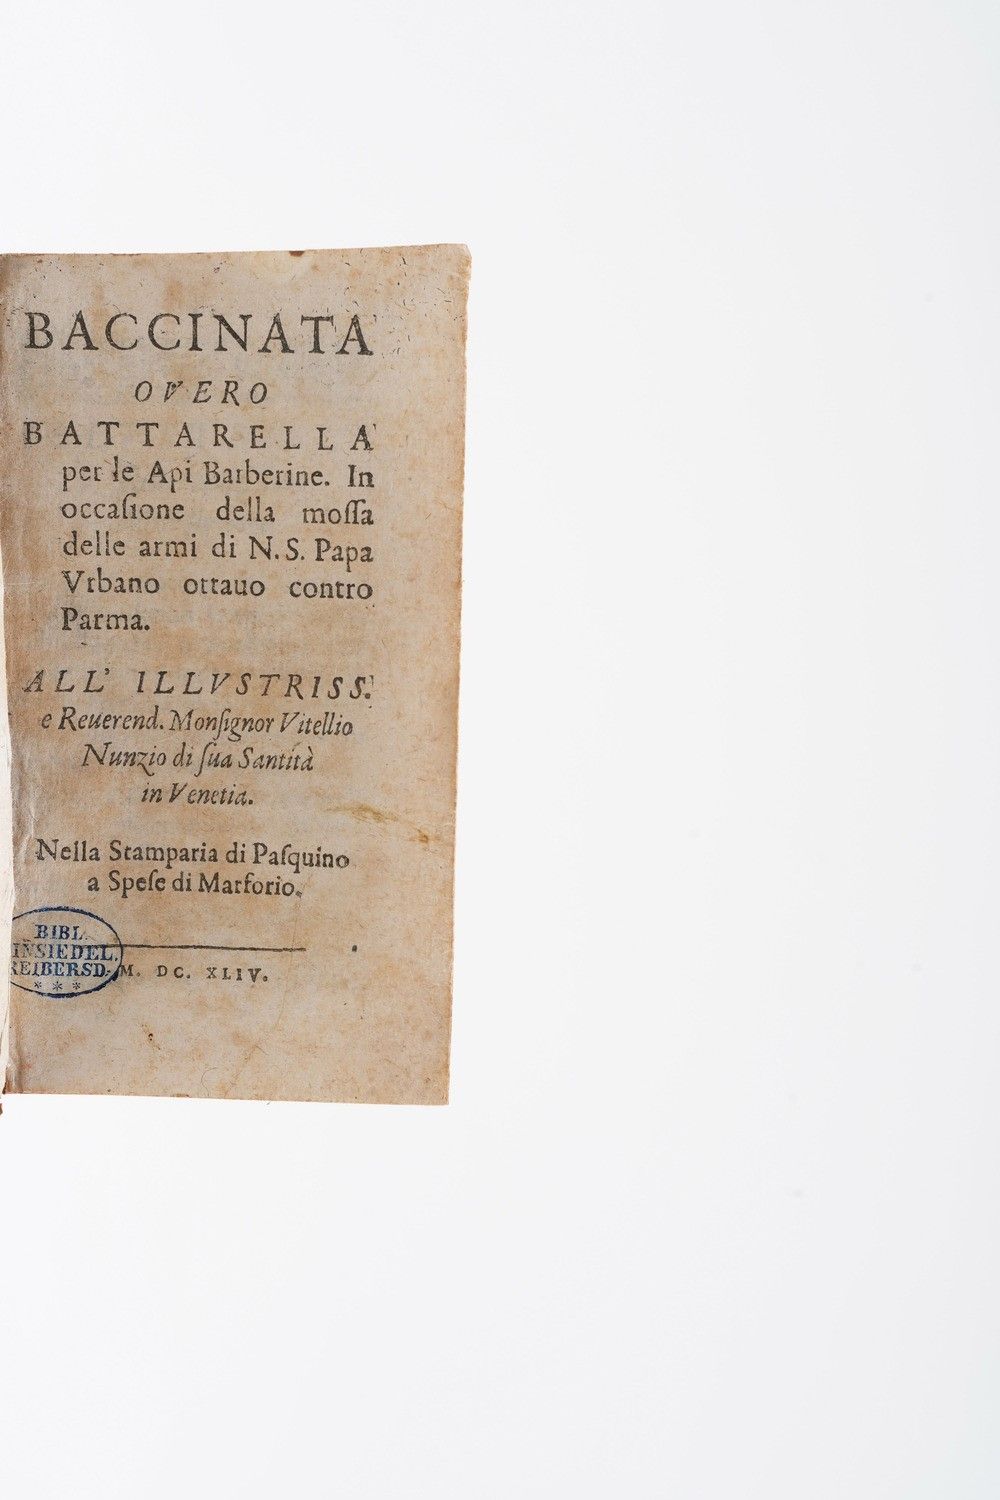 BACCINATA
OVERO
BATTARELLA
per le Api Barberine. In
occaſione della moſſa
delle armi di N. S. Papa
Vrbano ottauo contro
Parma.
ALL' ILLVSTRISS.
e Reuerend. Monſignor Vitellio
Nunzio di ſua Santità
in Venetia.
Nella Stamparia di Paſquino
a Speſe di Marforio.
BIBL.
INSIEDEL.
REIBERSD.
* * *
M. DC. XLIV.